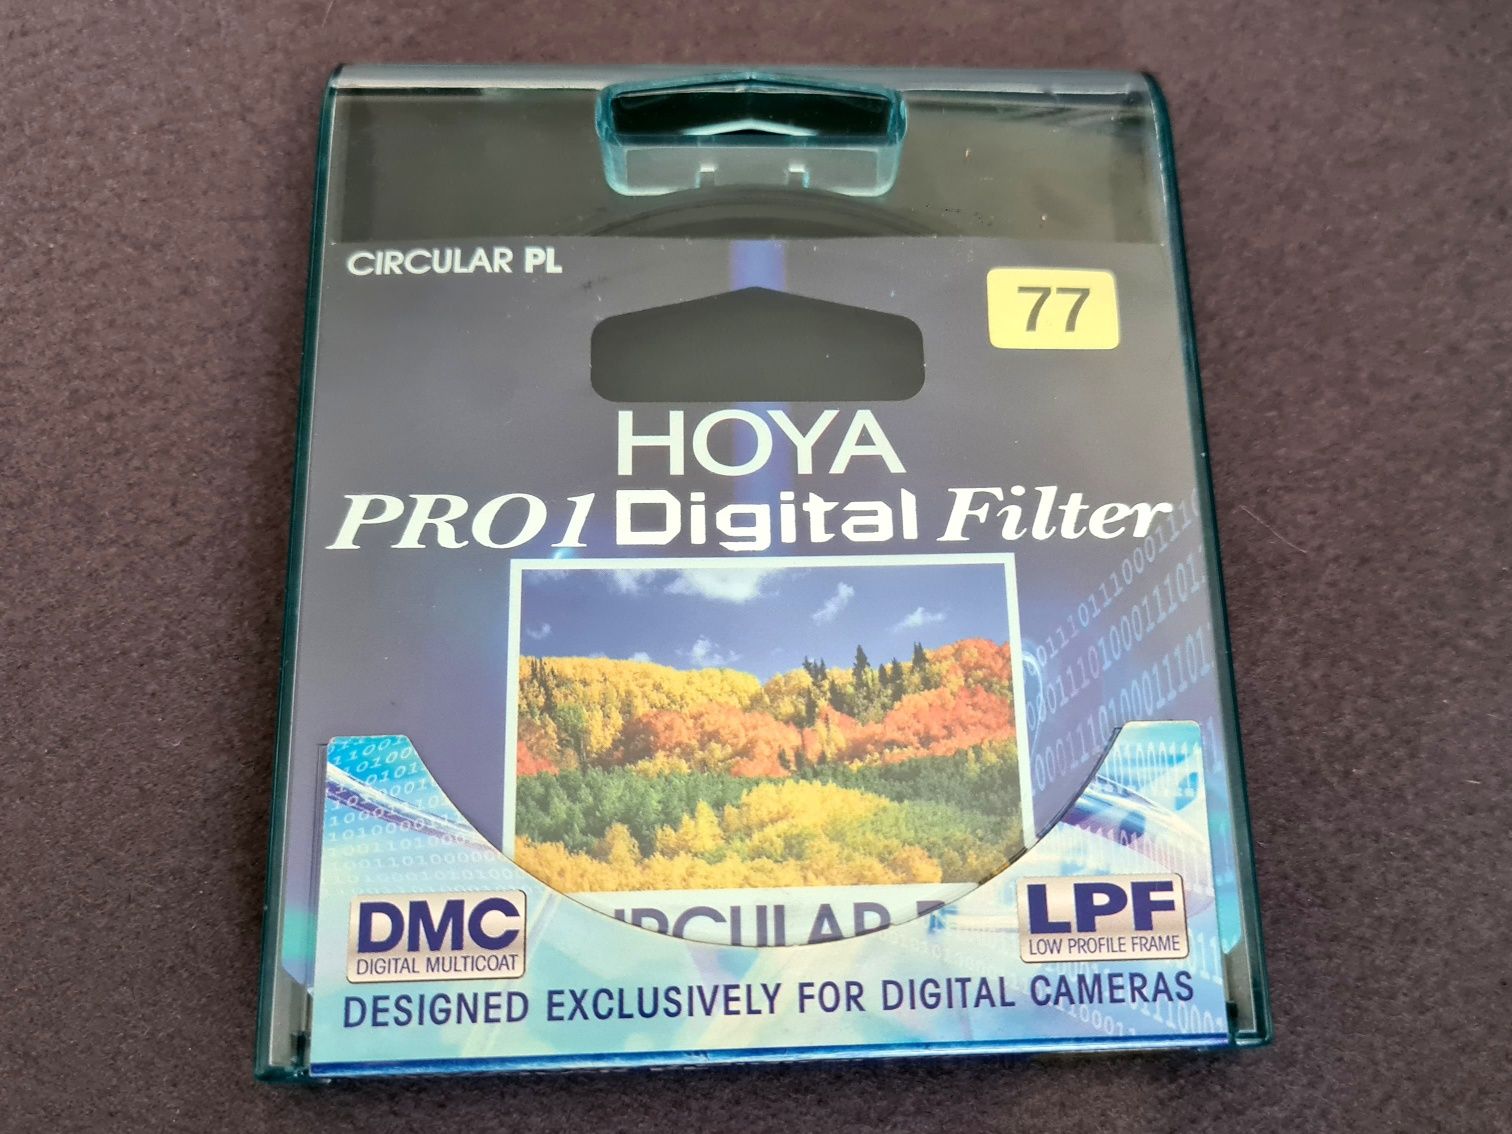 CIRCULAR PL
77
HOYA
PRO1 Digital Filter
CIRCULAR
DMC
DIGITAL MULTICOAT
LPF
LOW PROFILE FRAME
DESIGNED EXCLUSIVELY FOR DIGITAL CAMERAS